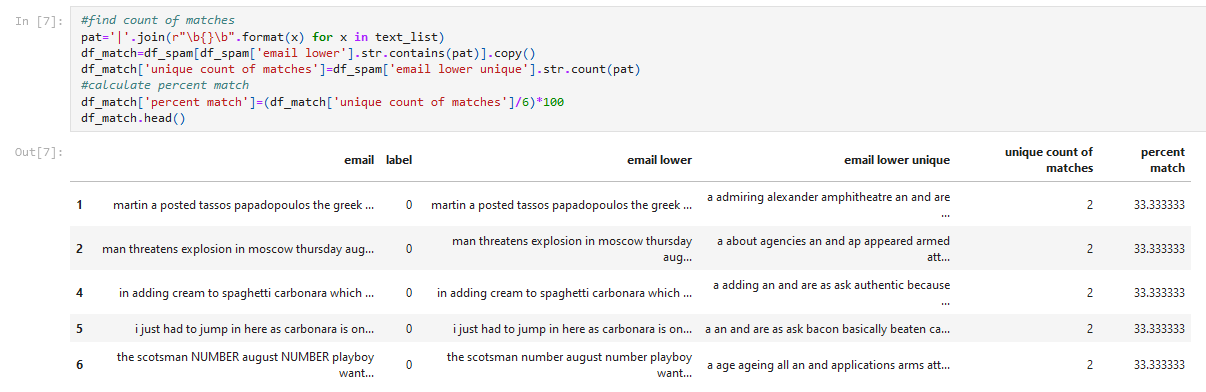 In [7]:
#find count of matches
pat='|'.join(r"\b{}\b".format(x) for x in text_list)
df_match=df_spam[df_spam['email lower'].str.contains(pat)].copy()
df_match['unique count of matches']=df_spam['email lower unique'].str.count(pat)
#calculate percent match
df_match['percent match']=(df_match['unique count of matches']/6)*100
df_match.head()
Out[7]:
email label email lower email lower unique unique count of matches percent match
1 martin a posted tassos papadopoulos the greek ... 0 martin a posted tassos papadopoulos the greek ... a admiring alexander amphitheatre an and are ... 2 33.333333
2 man threatens explosion in moscow thursday aug... 0 man threatens explosion in moscow thursday aug... a about agencies an and ap appeared armed att... 2 33.333333
4 in adding cream to spaghetti carbonara which ... 0 in adding cream to spaghetti carbonara which ... a adding an and are as ask authentic because ... 2 33.333333
5 i just had to jump in here as carbonara is on... 0 i just had to jump in here as carbonara is on... a an and are as ask bacon basically beaten ca... 2 33.333333
6 the scotsman NUMBER august NUMBER playboy want... 0 the scotsman number august number playboy want... a age ageing all an and applications arms att... 2 33.333333